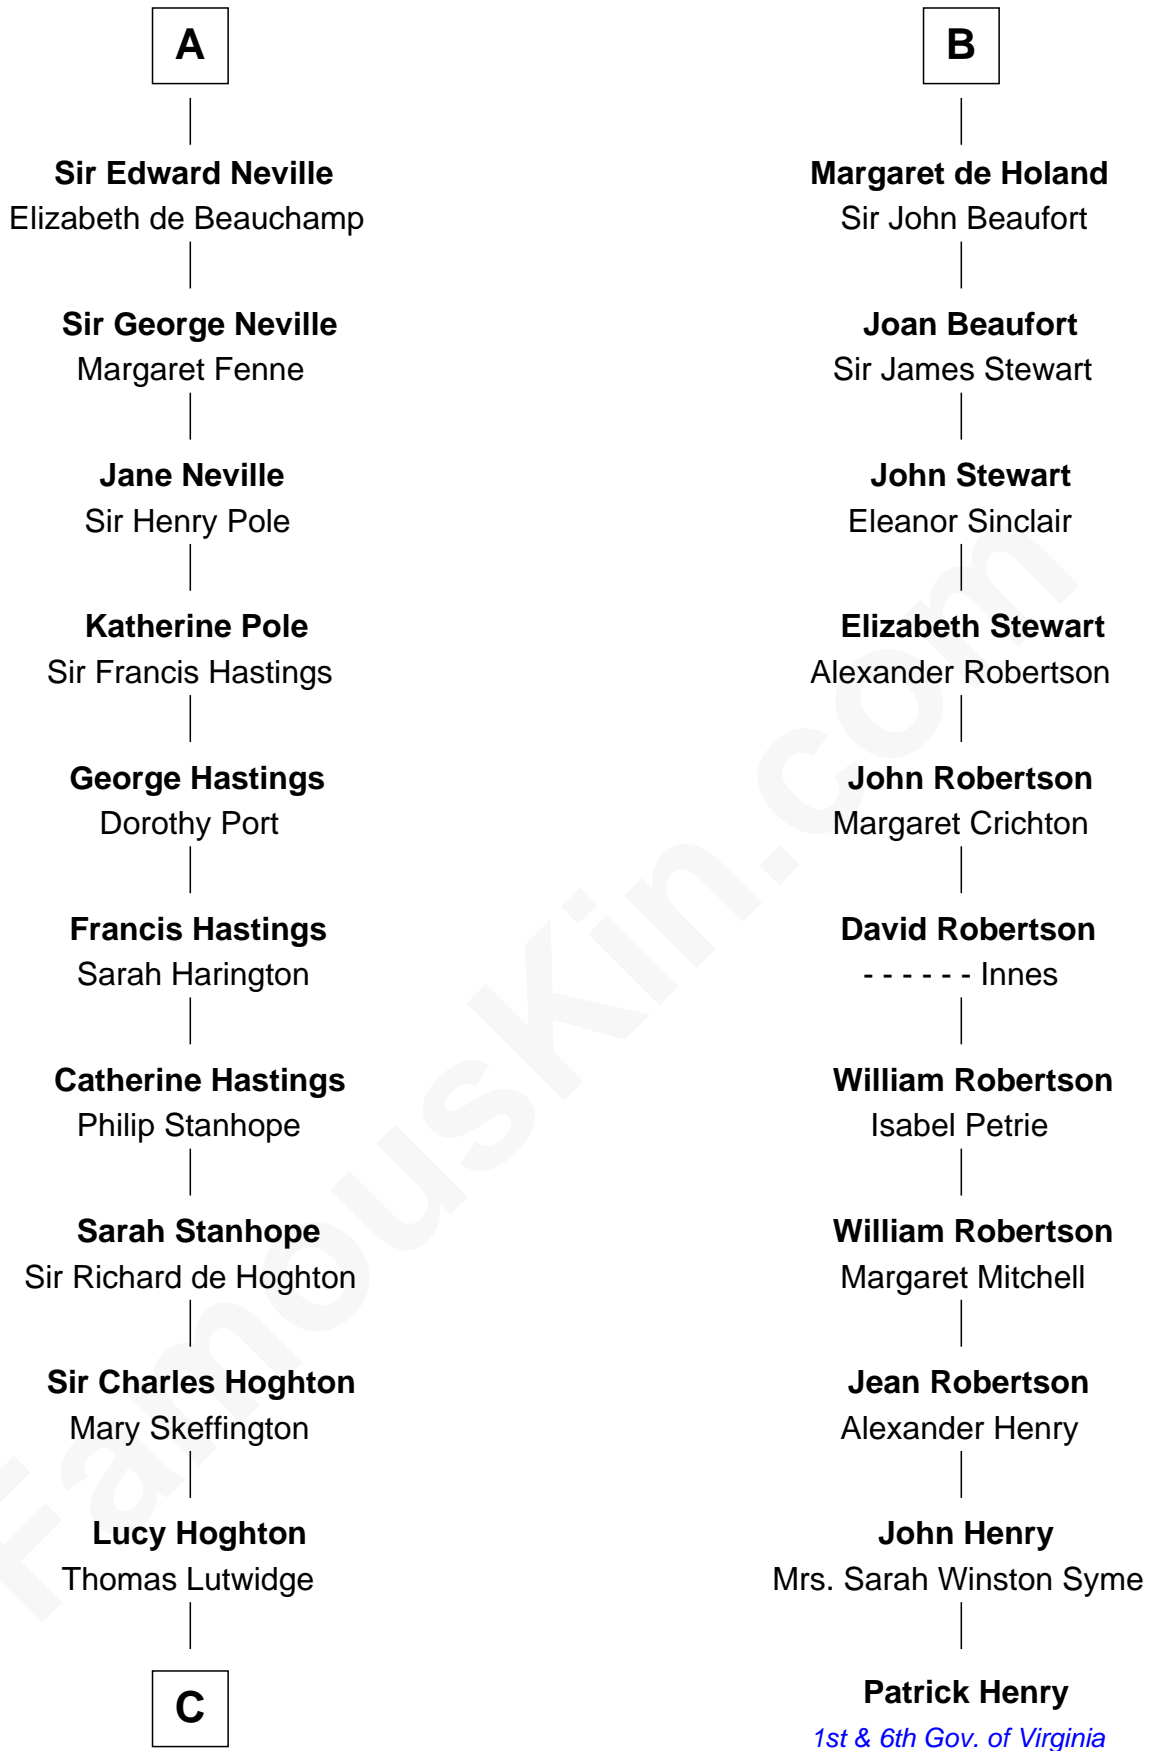 A
Sir Edward Neville
Elizabeth de Beauchamp
Sir George Neville
Margaret Fenne
Jane Neville
Sir Henry Pole
Katherine Pole
Sir Francis Hastings
George Hastings
Dorothy Port
Francis Hastings
Sarah Harington
Catherine Hastings
Philip Stanhope
Sarah Stanhope
Sir Richard de Hoghton
Sir Charles Hoghton
Mary Skeffington
Lucy Hoghton
Thomas Lutwidge
C
B
Margaret de Holand
Sir John Beaufort
Joan Beaufort
Sir James Stewart
John Stewart
Eleanor Sinclair
Elizabeth Stewart
Alexander Robertson
John Robertson
Margaret Crichton
David Robertson
- - - - - - Innes
William Robertson
Isabel Petrie
William Robertson
Margaret Mitchell
Jean Robertson
Alexander Henry
John Henry
Mrs. Sarah Winston Syme
Patrick Henry
1st & 6th Gov. of Virginia
FamousKin.com